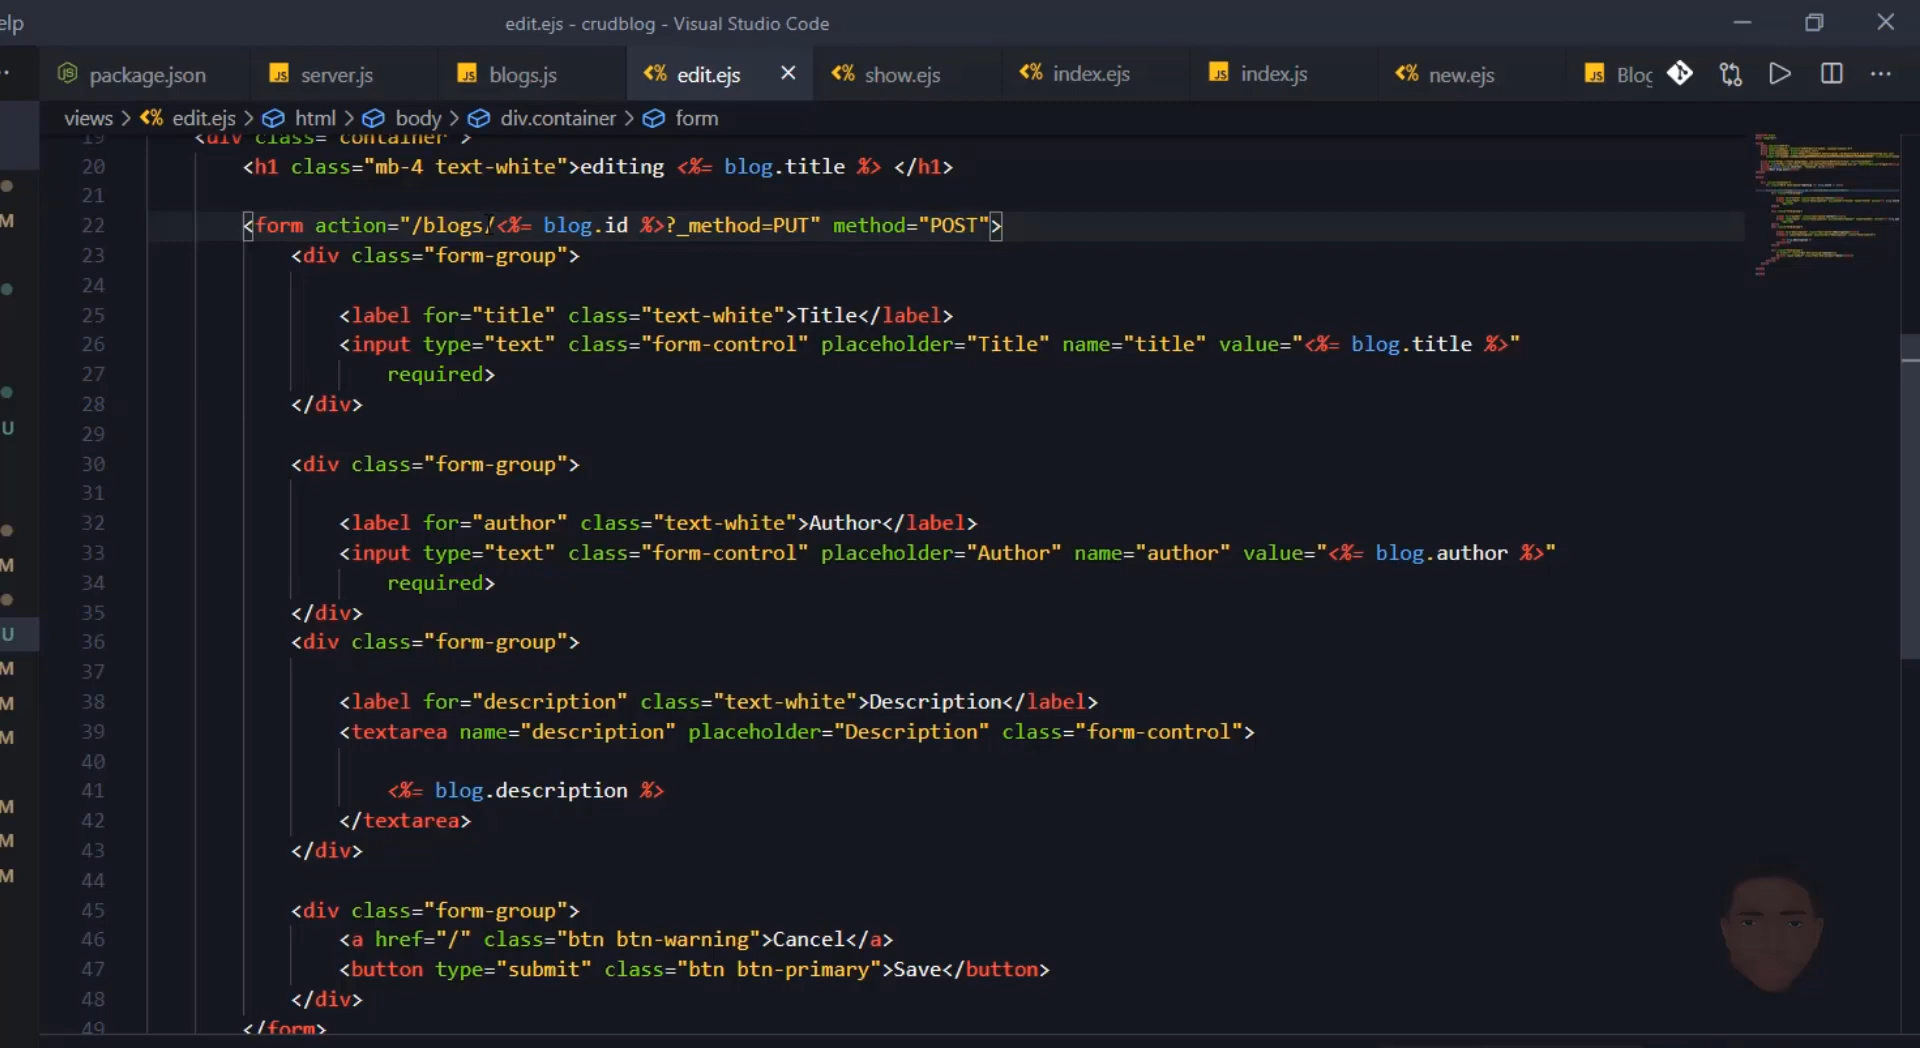 elp
edit.ejs - crudblog - Visual Studio Code
package.json
server.js
blogs.js
edit.ejs
show.ejs
index.ejs
index.js
new.ejs
Blog
views > edit.ejs > html > body > div.container > form
19 <div class="container">
20 <h1 class="mb-4 text-white">editing <%= blog.title %> </h1>
21
22 <form action="/blogs/<%= blog.id %>?_method=PUT" method="POST">
23 <div class="form-group">
24
25 <label for="title" class="text-white">Title</label>
26 <input type="text" class="form-control" placeholder="Title" name="title" value="<%= blog.title %>"
27 required>
28 </div>
29
30 <div class="form-group">
31
32 <label for="author" class="text-white">Author</label>
33 <input type="text" class="form-control" placeholder="Author" name="author" value="<%= blog.author %>"
34 required>
35 </div>
36 <div class="form-group">
37
38 <label for="description" class="text-white">Description</label>
39 <textarea name="description" placeholder="Description" class="form-control">
40
41 <%= blog.description %>
42 </textarea>
43 </div>
44
45 <div class="form-group">
46 <a href="/" class="btn btn-warning">Cancel</a>
47 <button type="submit" class="btn btn-primary">Save</button>
48 </div>
49 </form>
M
U
M
U
M
M
M
M
M
M